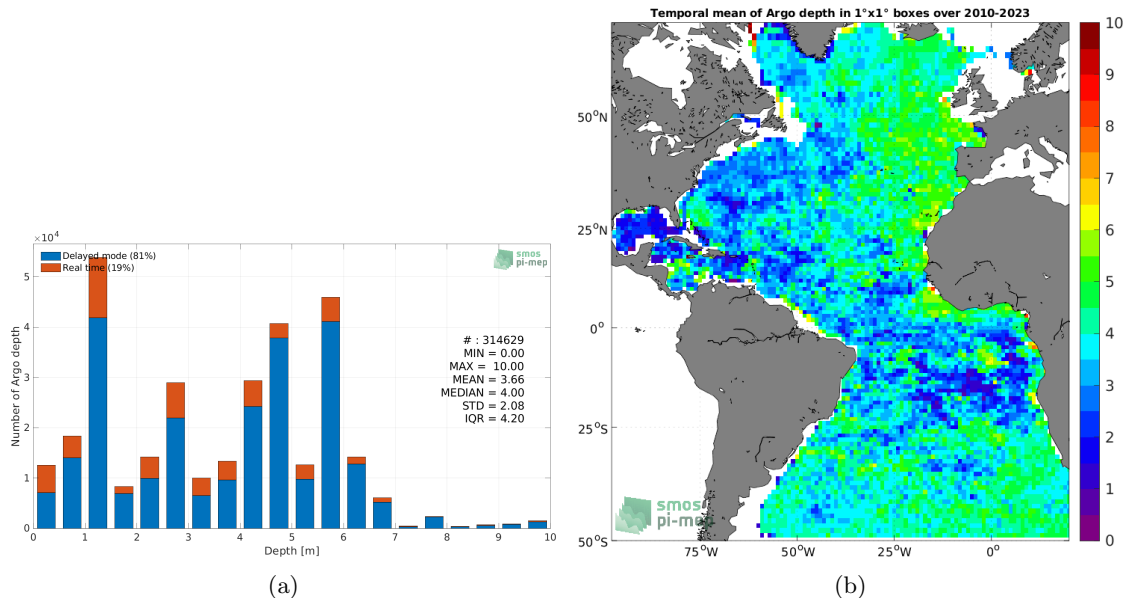 Temporal mean of Argo depth in 1°x1° boxes over 2010-2023
×10⁴
Delayed mode (81%)
Real time (19%)
smos
pi-mep
# : 314629
MIN = 0.00
MAX = 10.00
MEAN = 3.66
MEDIAN = 4.00
STD = 2.08
IQR = 4.20
Number of Argo depth
5
4
3
2
1
0
0 1 2 3 4 5 6 7 8 9 10
Depth [m]
(a)
50°N
25°N
0°
25°S
50°S
75°W 50°W 25°W 0°
smos
pi-mep
10
9
8
7
6
5
4
3
2
1
0
(b)